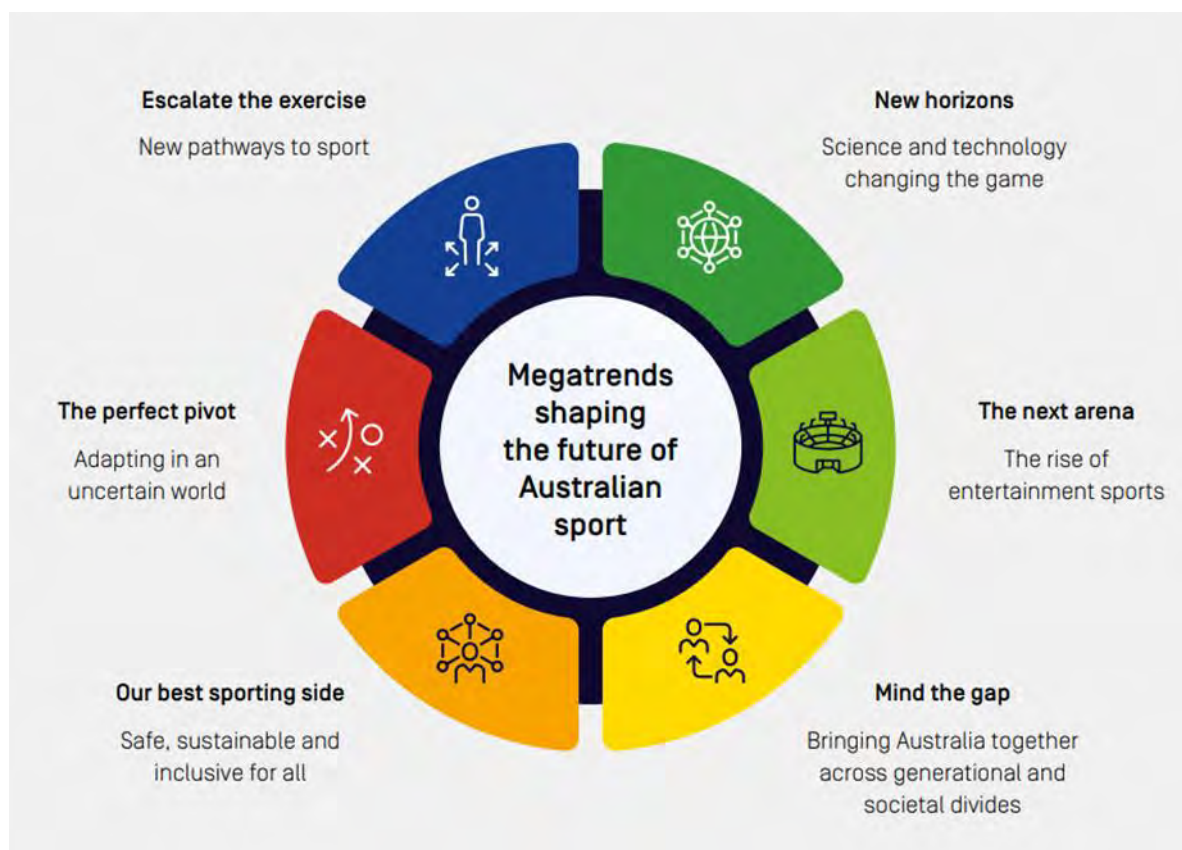 Escalate the exercise
New pathways to sport
New horizons
Science and technology
changing the game
The perfect pivot
Adapting in an
uncertain world
Megatrends
shaping
the future of
Australian
sport
The next arena
The rise of
entertainment sports
Our best sporting side
Safe, sustainable and
inclusive for all
Mind the gap
Bringing Australia together
across generational and
societal divides